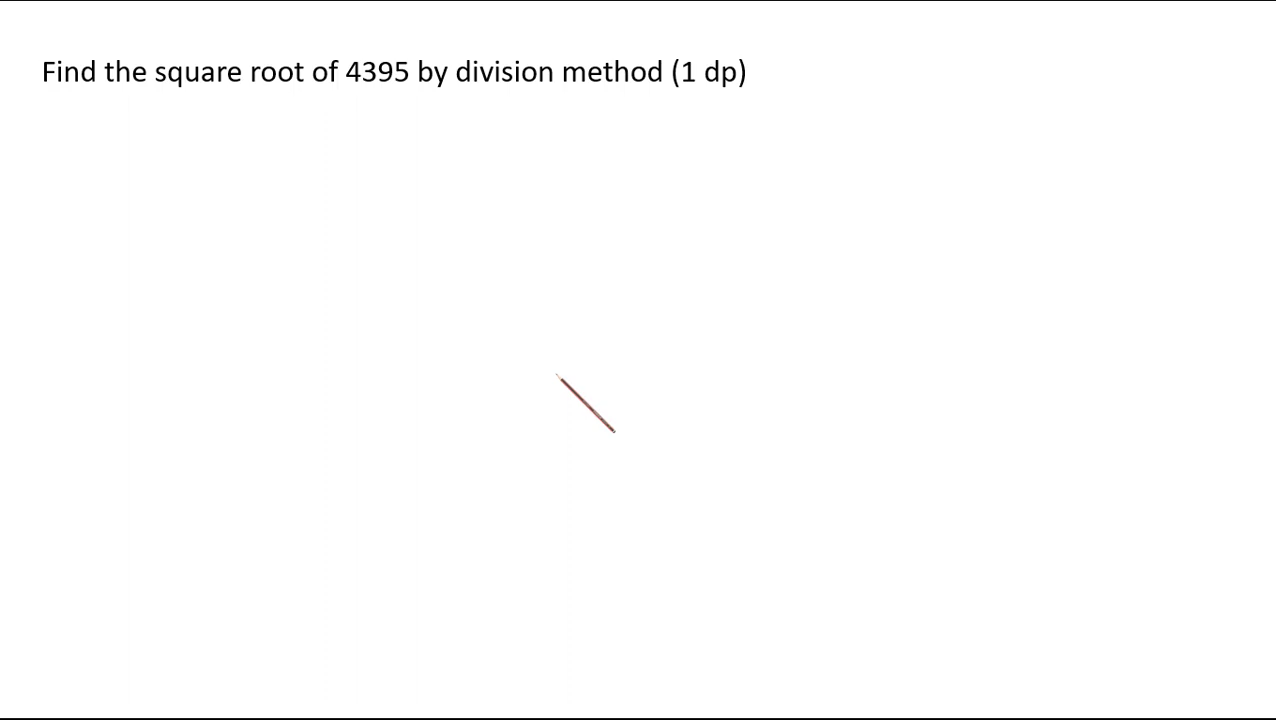 Find the square root of 4395 by division method (1 dp)